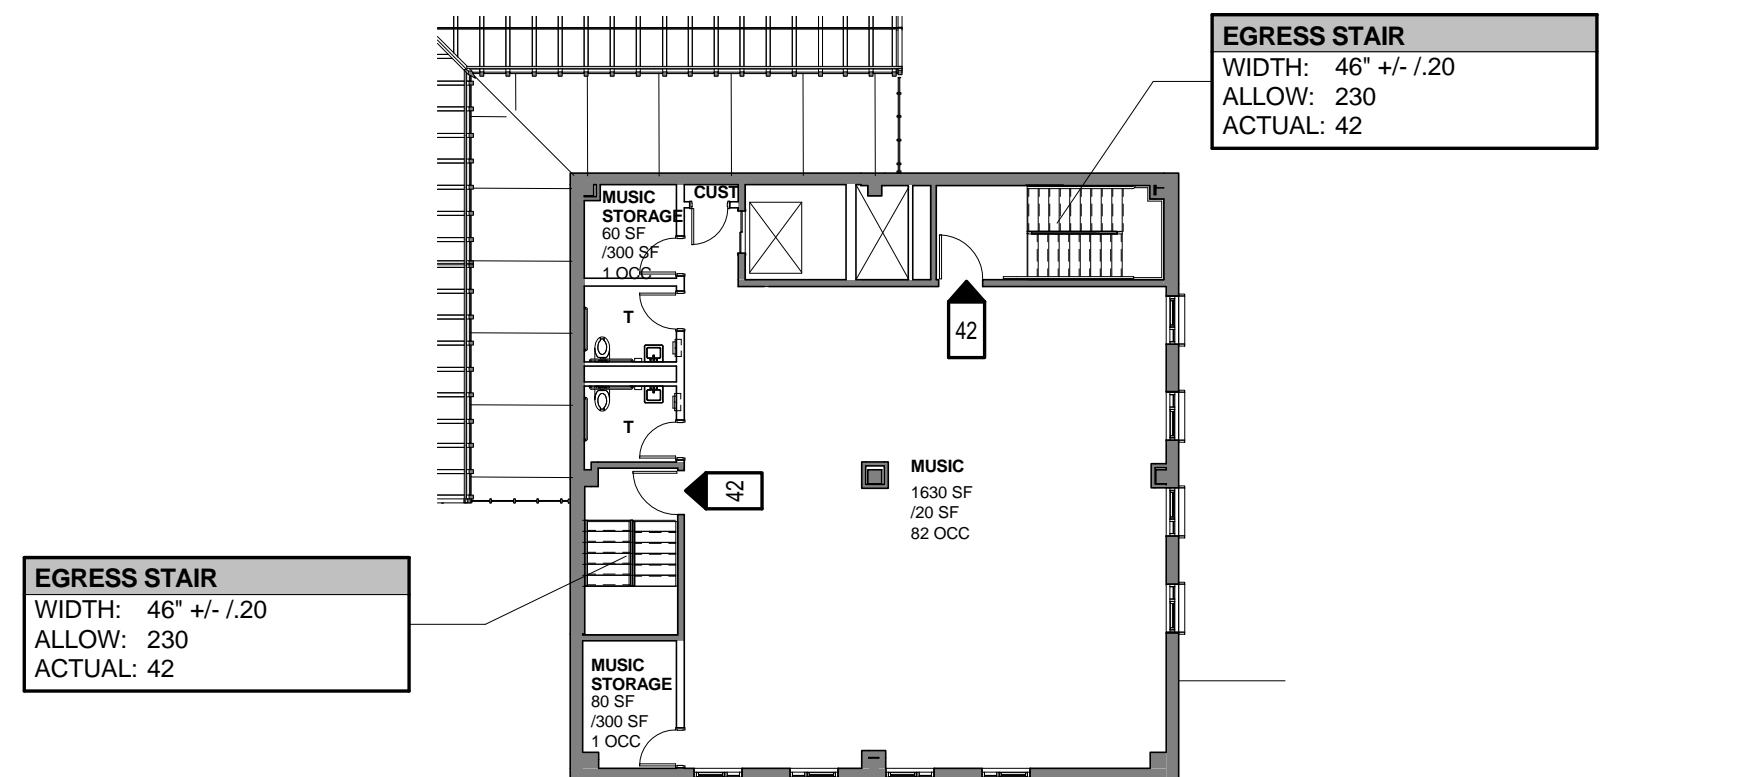 EGRESS STAIR
WIDTH: 46" +/- /.20
ALLOW: 230
ACTUAL: 42
MUSIC
STORAGE
60 SF
/300 SF
1 OCC
CUST
T
42
T
42
MUSIC
1630 SF
/20 SF
82 OCC
EGRESS STAIR
WIDTH: 46" +/- /.20
ALLOW: 230
ACTUAL: 42
MUSIC
STORAGE
80 SF
/300 SF
1 OCC